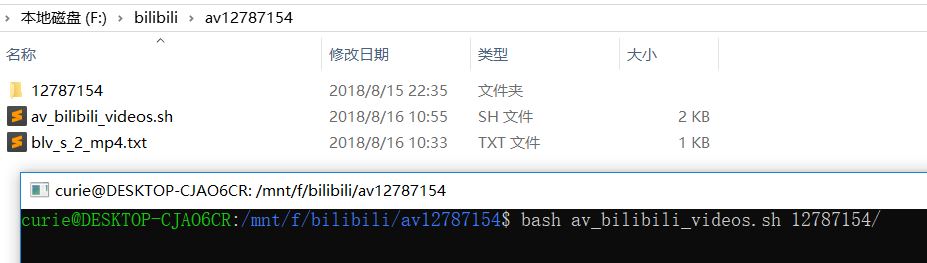 本地磁盘 (F:) › bilibili › av12787154
名称 修改日期 类型 大小
12787154 2018/8/15 22:35 文件夹
av_bilibili_videos.sh 2018/8/16 10:55 SH 文件 2 KB
blv_s_2_mp4.txt 2018/8/16 10:33 TXT 文件 1 KB
curie@DESKTOP-CJAO6CR: /mnt/f/bilibili/av12787154
curie@DESKTOP-CJAO6CR:/mnt/f/bilibili/av12787154$ bash av_bilibili_videos.sh 12787154/